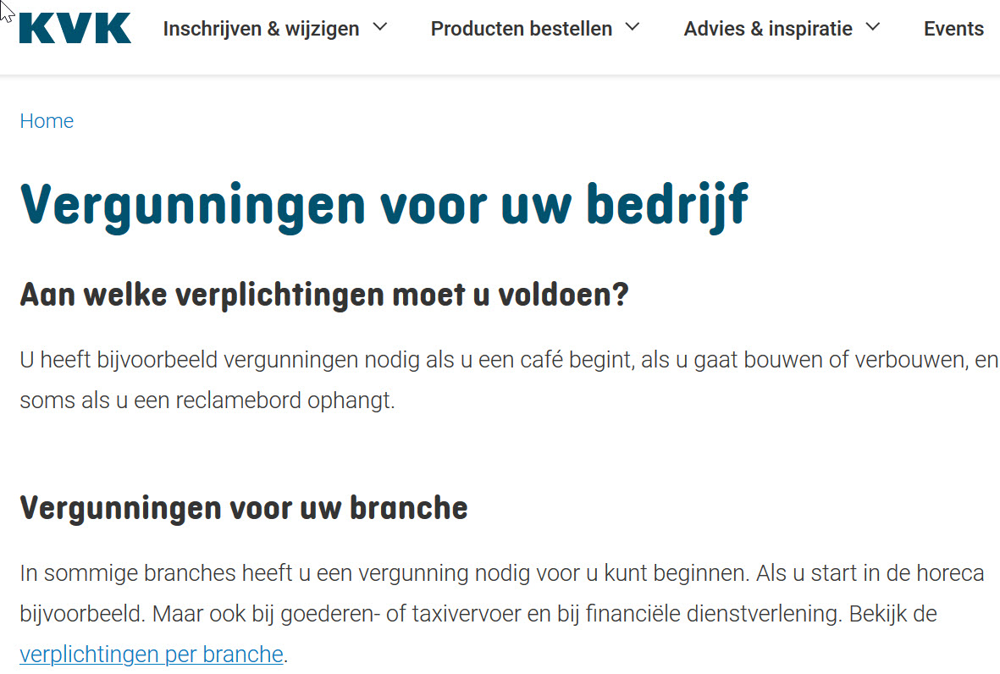 KVK Inschrijven & wijzigen Producten bestellen Advies & inspiratie Events
Home
Vergunningen voor uw bedrijf
Aan welke verplichtingen moet u voldoen?
U heeft bijvoorbeeld vergunningen nodig als u een café begint, als u gaat bouwen of verbouwen, en
soms als u een reclamebord ophangt.
Vergunningen voor uw branche
In sommige branches heeft u een vergunning nodig voor u kunt beginnen. Als u start in de horeca
bijvoorbeeld. Maar ook bij goederen- of taxivervoer en bij financiële dienstverlening. Bekijk de
verplichtingen per branche.